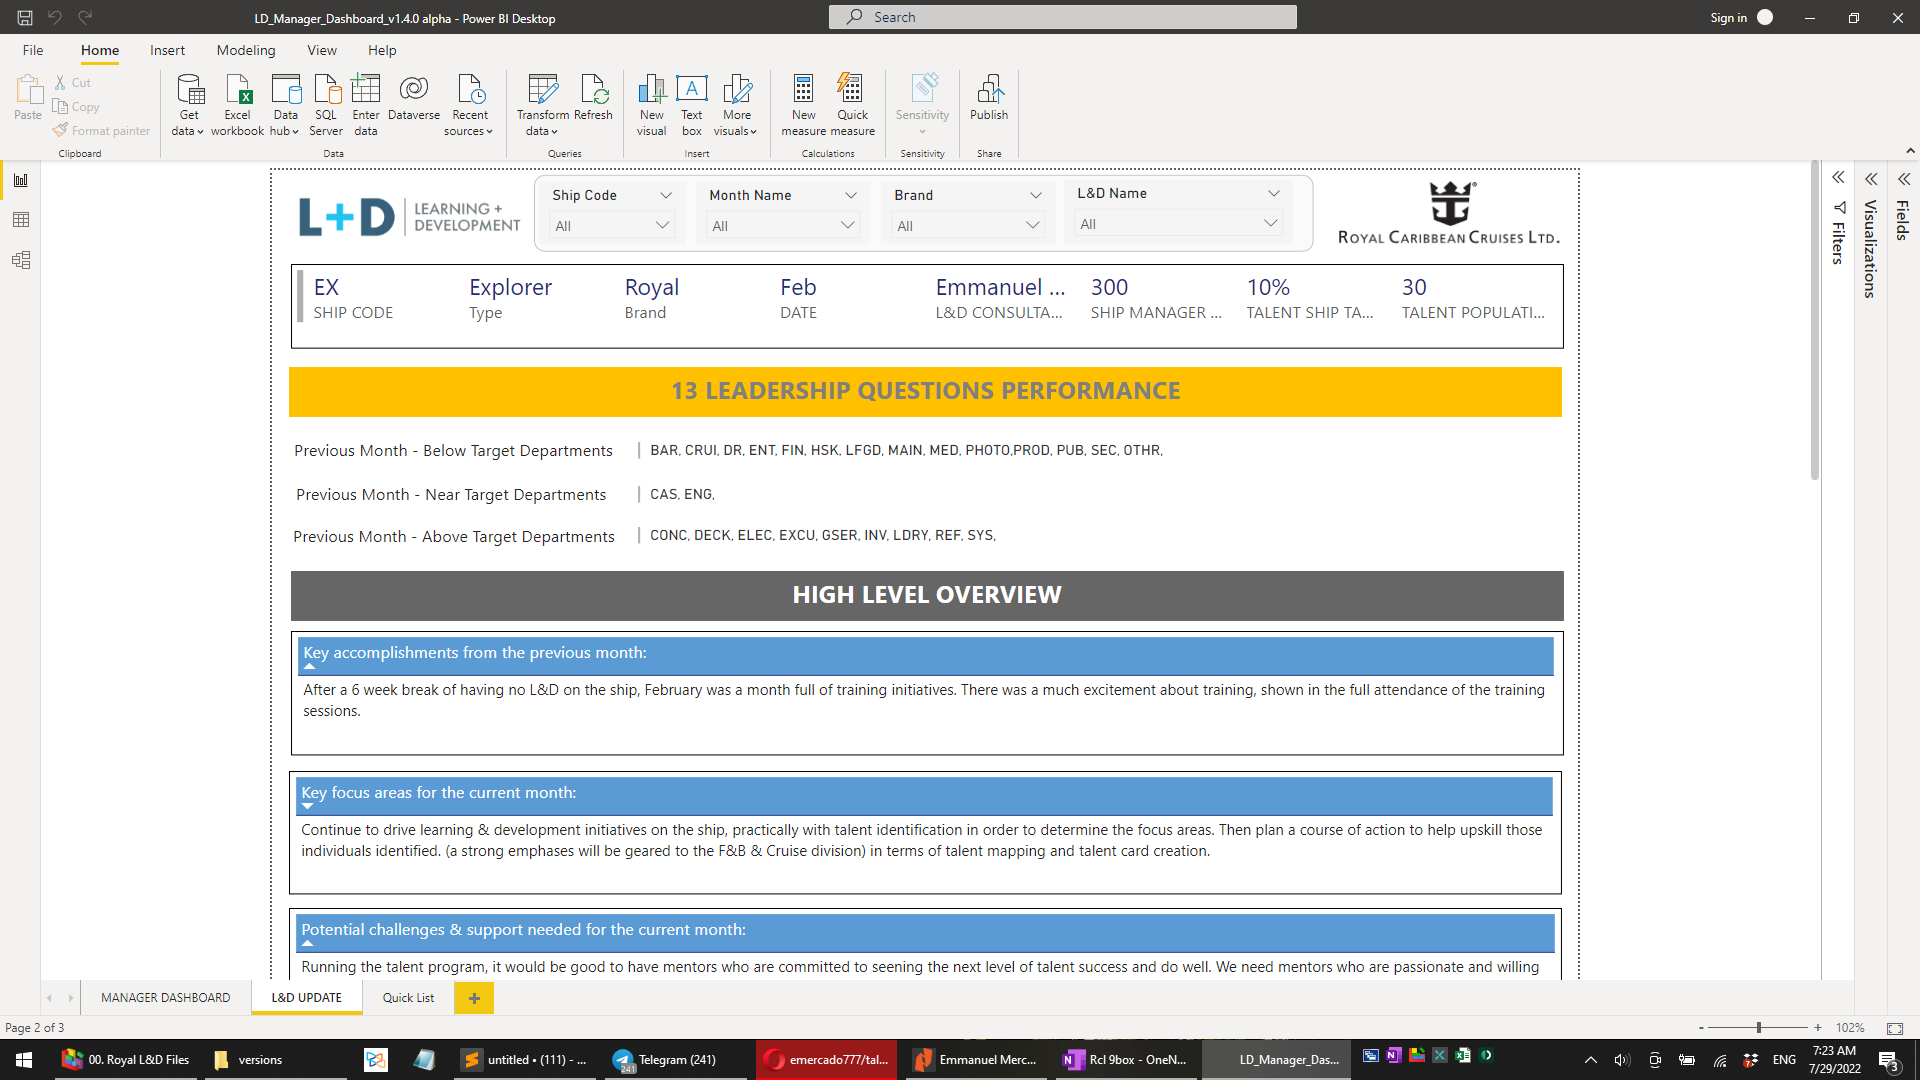 LD_Manager_Dashboard_v1.4.0 alpha - Power BI Desktop
Search
Sign in
File Home Insert Modeling View Help
Paste
Cut
Copy
Format painter
Clipboard
Get data
Excel workbook
Data hub
SQL Server
Enter data
Dataverse
Recent sources
Data
Transform data
Refresh
Queries
New visual
Text box
More visuals
Insert
New measure
Quick measure
Calculations
Sensitivity
Sensitivity
Publish
Share
L+D LEARNING + DEVELOPMENT
Ship Code
All
Month Name
All
Brand
All
L&D Name
All
ROYAL CARIBBEAN CRUISES LTD.
Filters
Visualizations
Fields
EX Explorer Royal Feb Emmanuel ... 300 10% 30
SHIP CODE Type Brand DATE L&D CONSULTA... SHIP MANAGER ... TALENT SHIP TA... TALENT POPULATI...
13 LEADERSHIP QUESTIONS PERFORMANCE
Previous Month - Below Target Departments BAR, CRUI, DR, ENT, FIN, HSK, LFGD, MAIN, MED, PHOTO,PROD, PUB, SEC, OTHR,
Previous Month - Near Target Departments CAS, ENG,
Previous Month - Above Target Departments CONC, DECK, ELEC, EXCU, GSER, INV, LDRY, REF, SYS,
HIGH LEVEL OVERVIEW
Key accomplishments from the previous month:
After a 6 week break of having no L&D on the ship, February was a month full of training initiatives. There was a much excitement about training, shown in the full attendance of the training
sessions.
Key focus areas for the current month:
Continue to drive learning & development initiatives on the ship, practically with talent identification in order to determine the focus areas. Then plan a course of action to help upskill those
individuals identified. (a strong emphases will be geared to the F&B & Cruise division) in terms of talent mapping and talent card creation.
Potential challenges & support needed for the current month:
Running the talent program, it would be good to have mentors who are committed to seening the next level of talent success and do well. We need mentors who are passionate and willing
MANAGER DASHBOARD L&D UPDATE Quick List +
Page 2 of 3
- + 102%
00. Royal L&D Files
versions
untitled • (111) - ...
Telegram (241)
241
emercado777/tal...
Emmanuel Merc...
Rcl 9box - OneN...
LD_Manager_Das...
ENG
7:23 AM
7/29/2022
3